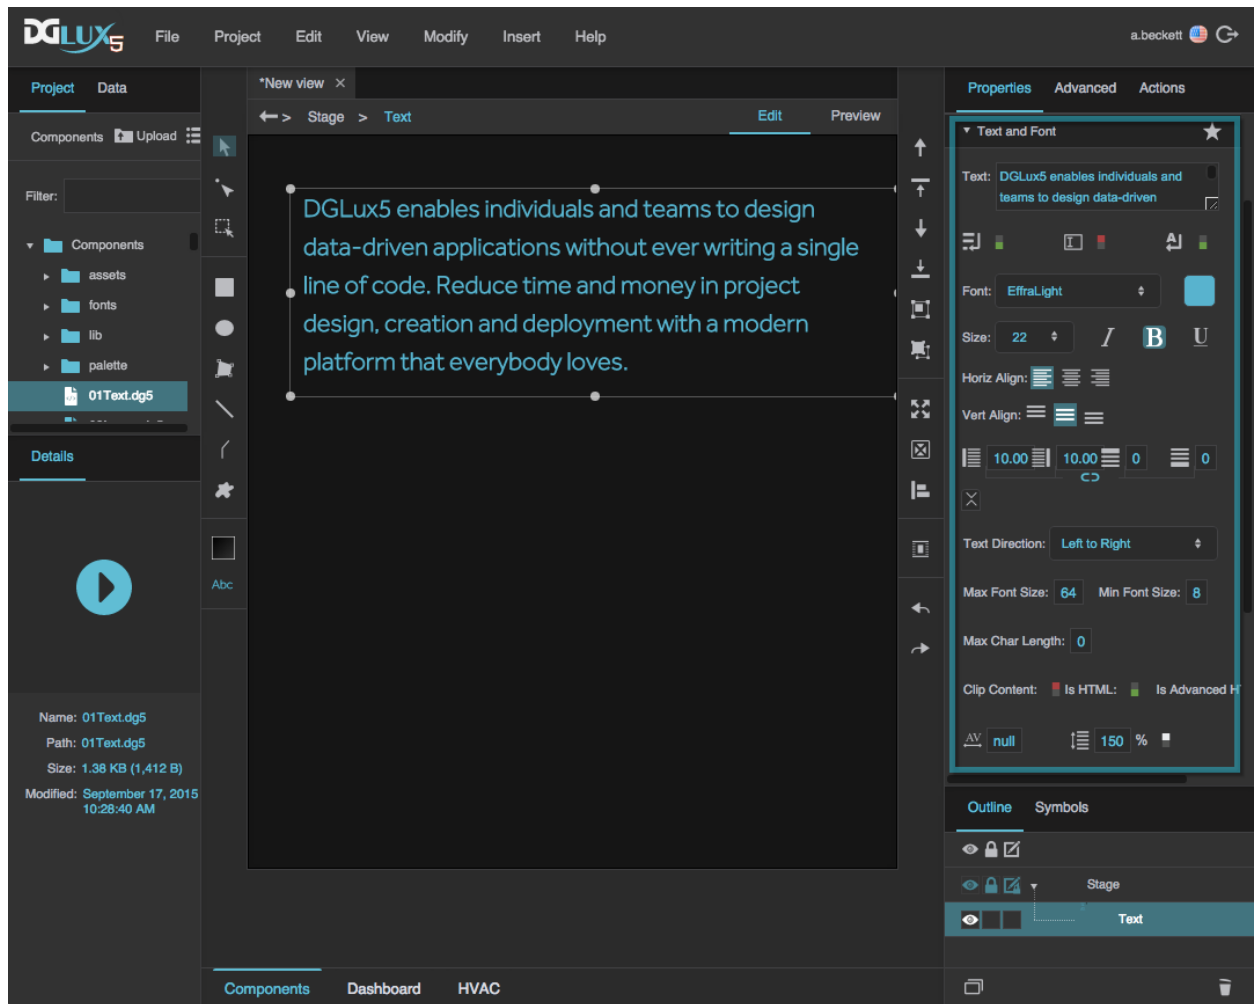 DGLUX5
File Project Edit View Modify Insert Help
a.beckett
Project Data
Components Upload
Filter:
Components
assets
fonts
lib
palette
01Text.dg5
Details
Name: 01Text.dg5
Path: 01Text.dg5
Size: 1.38 KB (1,412 B)
Modified: September 17, 2015
10:28:40 AM
Abc
*New view ×
> Stage > Text
Edit Preview
DGLux5 enables individuals and teams to design
data-driven applications without ever writing a single
line of code. Reduce time and money in project
design, creation and deployment with a modern
platform that everybody loves.
Components Dashboard HVAC
Properties Advanced Actions
Text and Font
Text: DGLux5 enables individuals and
teams to design data-driven
Font: EffraLight
Size: 22 I B U
Horiz Align:
Vert Align:
10.00 10.00 0 0
Text Direction: Left to Right
Max Font Size: 64 Min Font Size: 8
Max Char Length: 0
Clip Content: Is HTML: Is Advanced H
AV null 150 %
Outline Symbols
Stage
Text